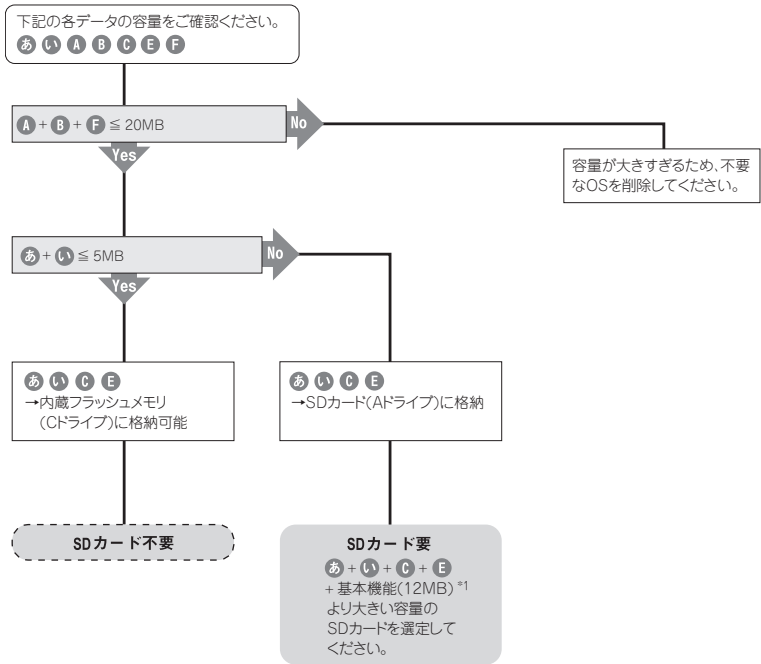 下記の各データの容量をご確認ください。
あ い A B C E F
A + B + F ≦ 20MB
No
Yes
容量が大きすぎるため、不要
なOSを削除してください。
あ + い ≦ 5MB
No
Yes
あ い C E
→内蔵フラッシュメモリ
(Cドライブ)に格納可能
あ い C E
→SDカード(Aドライブ)に格納
SDカード不要
SDカード要
あ + い + C + E
+ 基本機能(12MB) *1
より大きい容量の
SDカードを選定して
ください。